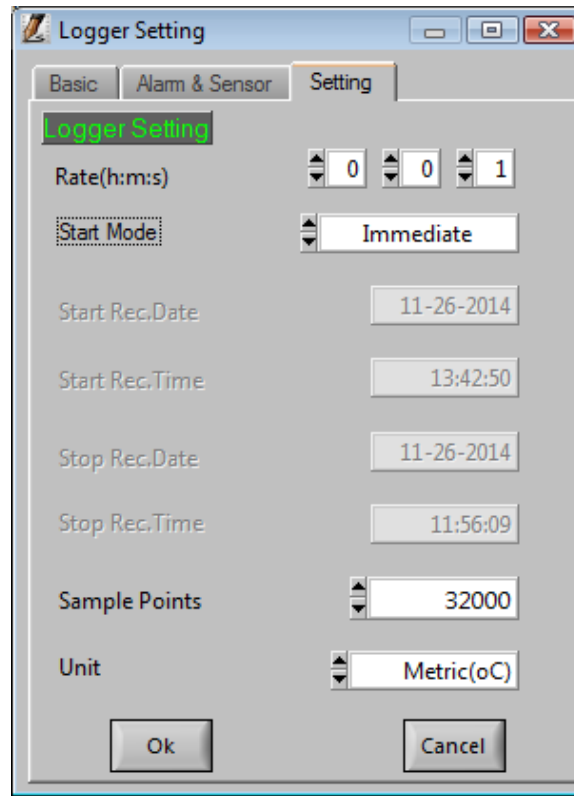 Logger Setting
Basic Alarm & Sensor Setting
Logger Setting
Rate(h:m:s) 0 0 1
Start Mode Immediate
Start Rec.Date 11-26-2014
Start Rec.Time 13:42:50
Stop Rec.Date 11-26-2014
Stop Rec.Time 11:56:09
Sample Points 32000
Unit Metric(oC)
Ok Cancel